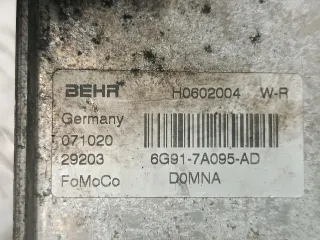 BEHR H0602004 W-R
Germany
071020
29203 6G91-7A095-AD
FoMoCo D0MNA